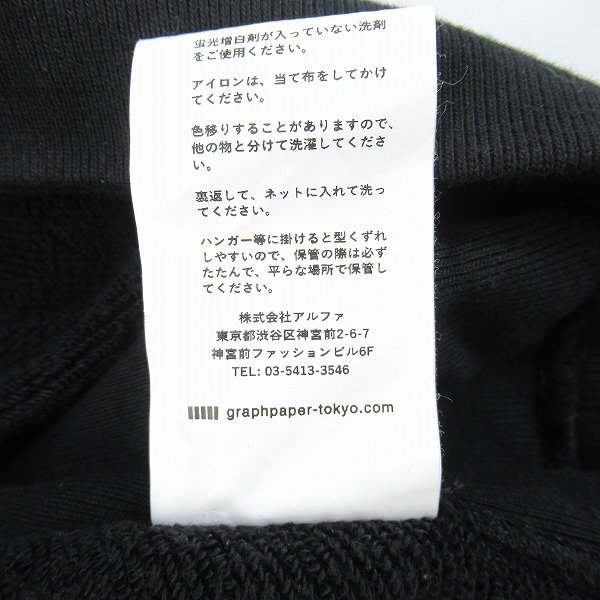 蛍光増白剤が入っていない洗剤
をご使用ください。
アイロンは、当て布をしてかけ
てください。
色移りすることがありますので、
他の物と分けて洗濯してくださ
い。
裏返して、ネットに入れて洗っ
てください。
ハンガー等に掛けると型くずれ
しやすいので、保管の際は必ず
たたんで、平らな場所で保管し
てください。
株式会社アルファ
東京都渋谷区神宮前2-6-7
神宮前ファッションビル6F
TEL: 03-5413-3546
graphpaper-tokyo.com